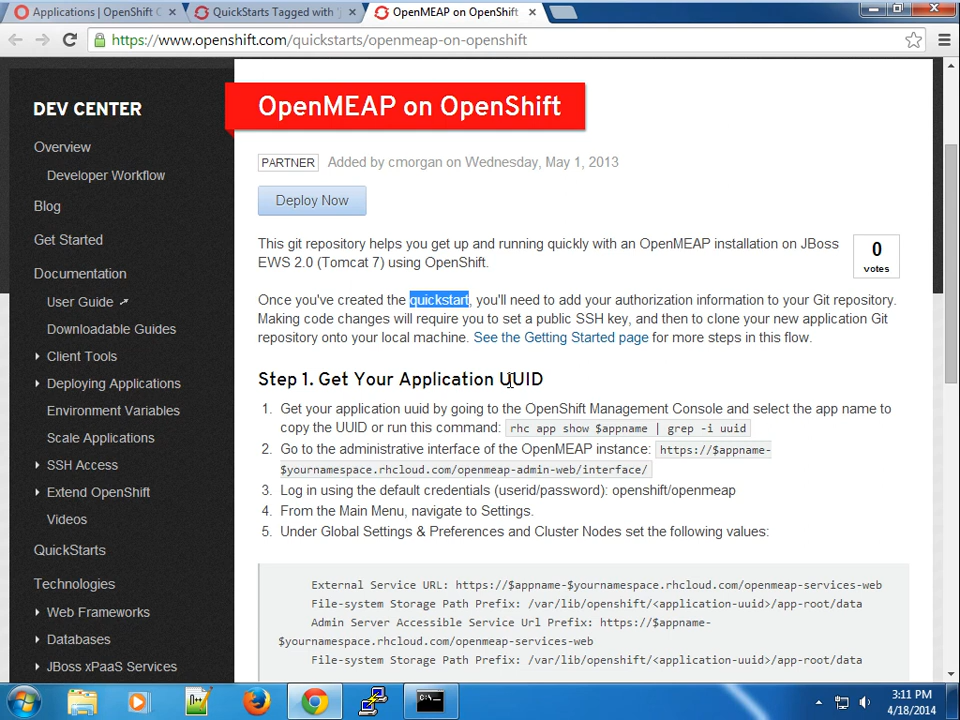 Applications | OpenShift
QuickStarts Tagged with
OpenMEAP on OpenShift
https://www.openshift.com/quickstarts/openmeap-on-openshift
DEV CENTER
Overview
Developer Workflow
Blog
Get Started
Documentation
User Guide
Downloadable Guides
Client Tools
Deploying Applications
Environment Variables
Scale Applications
SSH Access
Extend OpenShift
Videos
QuickStarts
Technologies
Web Frameworks
Databases
JBoss xPaaS Services
OpenMEAP on OpenShift
PARTNER Added by cmorgan on Wednesday, May 1, 2013
Deploy Now
This git repository helps you get up and running quickly with an OpenMEAP installation on JBoss
EWS 2.0 (Tomcat 7) using OpenShift.
0
votes
Once you've created the quickstart, you'll need to add your authorization information to your Git repository.
Making code changes will require you to set a public SSH key, and then to clone your new application Git
repository onto your local machine. See the Getting Started page for more steps in this flow.
Step 1. Get Your Application UUID
1. Get your application uuid by going to the OpenShift Management Console and select the app name to
copy the UUID or run this command: rhc app show $appname | grep -i uuid
2. Go to the administrative interface of the OpenMEAP instance: https://$appname-
$yournamespace.rhcloud.com/openmeap-admin-web/interface/
3. Log in using the default credentials (userid/password): openshift/openmeap
4. From the Main Menu, navigate to Settings.
5. Under Global Settings & Preferences and Cluster Nodes set the following values:
External Service URL: https://$appname-$yournamespace.rhcloud.com/openmeap-services-web
File-system Storage Path Prefix: /var/lib/openshift/<application-uuid>/app-root/data
Admin Server Accessible Service Url Prefix: https://$appname-
$yournamespace.rhcloud.com/openmeap-services-web
File-system Storage Path Prefix: /var/lib/openshift/<application-uuid>/app-root/data
3:11 PM
4/18/2014